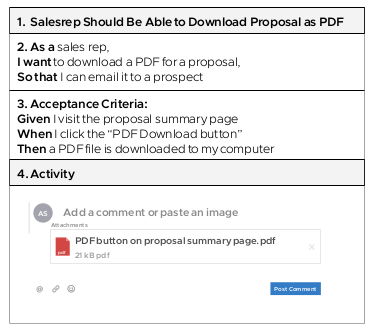 1. Salesrep Should Be Able to Download Proposal as PDF
2. As a sales rep,
I want to download a PDF for a proposal,
So that I can email it to a prospect
3. Acceptance Criteria:
Given I visit the proposal summary page
When I click the “PDF Download button”
Then a PDF file is downloaded to my computer
4. Activity
AS
Add a comment or paste an image
Attachments
PDF button on proposal summary page.pdf
pdf
21 kB pdf
@
Post Comment